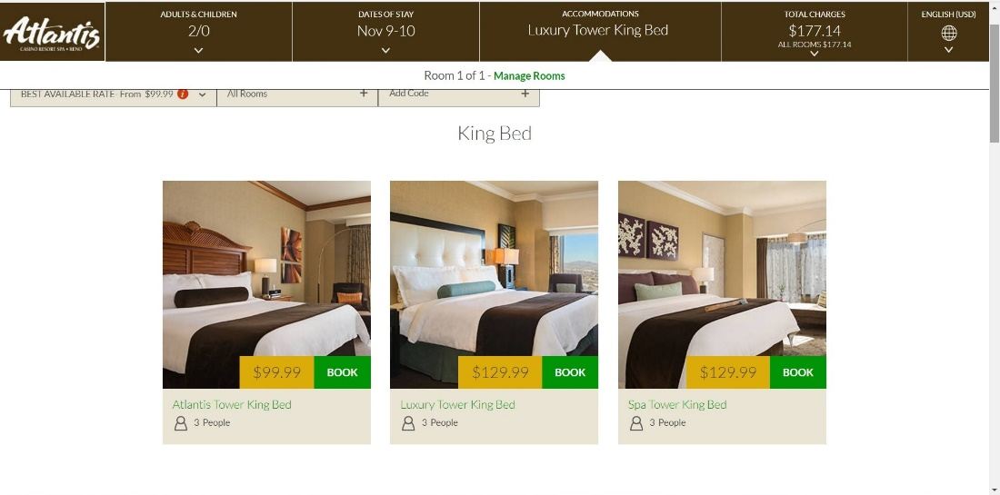 Atlantis
CASINO RESORT SPA • RENO
ADULTS & CHILDREN
2/0
DATES OF STAY
Nov 9-10
ACCOMMODATIONS
Luxury Tower King Bed
TOTAL CHARGES
$177.14
ALL ROOMS $177.14
ENGLISH (USD)
Room 1 of 1 - Manage Rooms
BEST AVAILABLE RATE- From $99.99 i
All Rooms +
Add Code +
King Bed
$99.99 BOOK
Atlantis Tower King Bed
3 People
$129.99 BOOK
Luxury Tower King Bed
3 People
$129.99 BOOK
Spa Tower King Bed
3 People